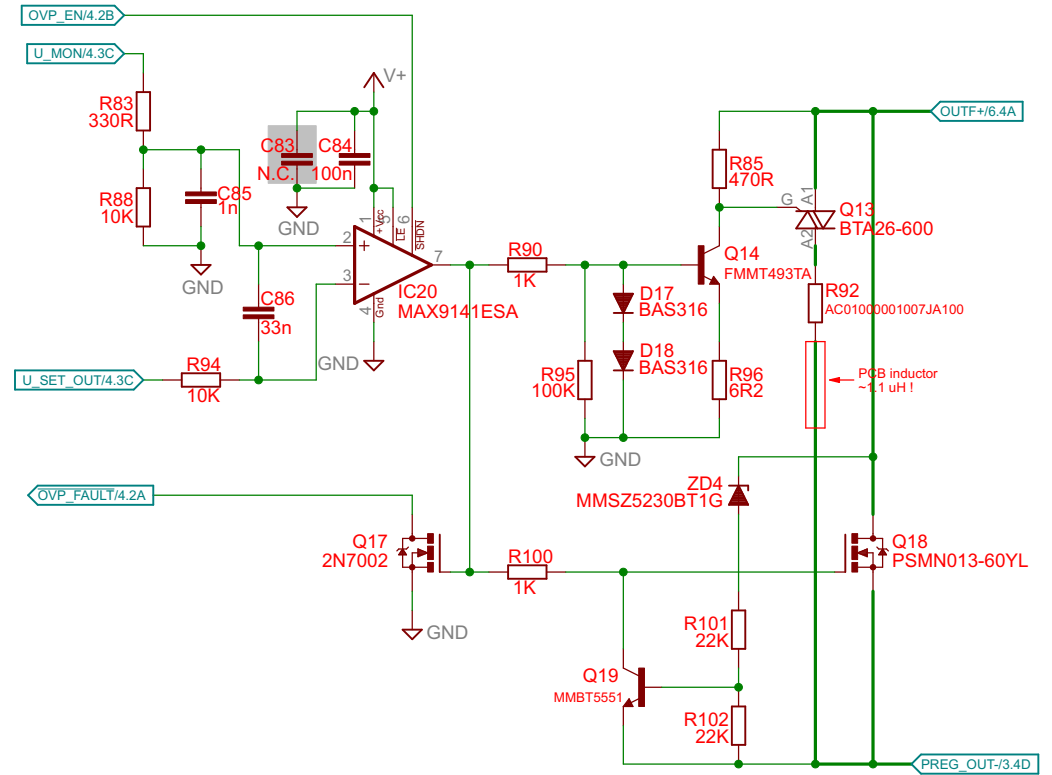 OVP_EN/4.2B
U_MON/4.3C
V+
R83
330R
C83
N.C.
C84
100n
OUTF+/6.4A
R85
470R
R88
10K
C85
1n
GND
GND
1
+Vcc
5
LE
6
SHDN
G
A1
A2
Q13
BTA26-600
2
3
7
4
Gnd
IC20
MAX9141ESA
R90
1K
Q14
FMMT493TA
C86
33n
D17
BAS316
R92
AC01000001007JA100
GND
R94
10K
U_SET_OUT/4.3C
D18
BAS316
R95
100K
R96
6R2
PCB inductor
~1.1 uH !
GND
ZD4
MMSZ5230BT1G
OVP_FAULT/4.2A
Q17
2N7002
R100
1K
Q18
PSMN013-60YL
GND
R101
22K
Q19
MMBT5551
R102
22K
PREG_OUT-/3.4D